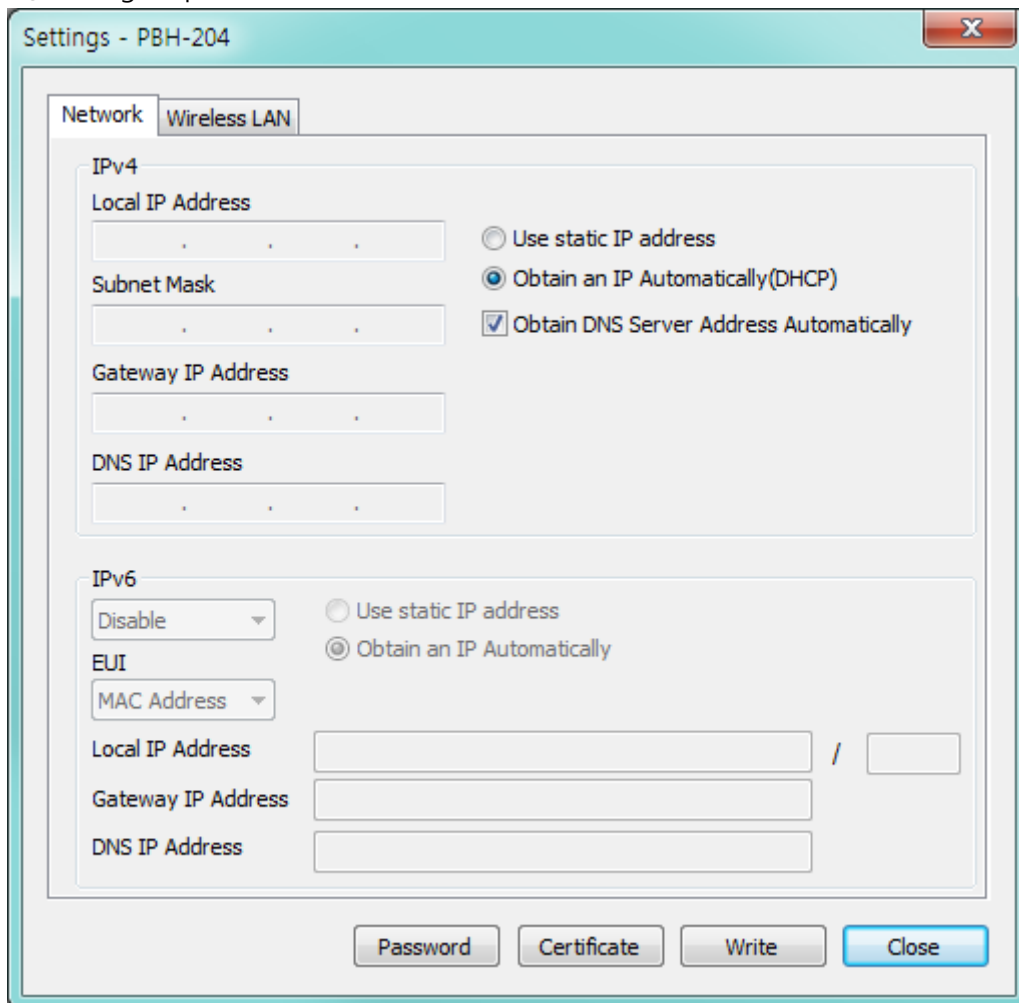 Settings - PBH-204
Network Wireless LAN
IPv4
Local IP Address
. . .
Use static IP address
Obtain an IP Automatically(DHCP)
Subnet Mask
. . .
Obtain DNS Server Address Automatically
Gateway IP Address
. . .
DNS IP Address
. . .
IPv6
Disable
Use static IP address
Obtain an IP Automatically
EUI
MAC Address
Local IP Address /
Gateway IP Address
DNS IP Address
Password Certificate Write Close